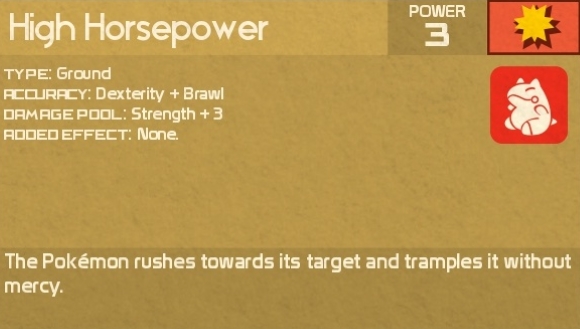 High Horsepower
POWER
3
TYPE: Ground
ACCURACY: Dexterity + Brawl
DAMAGE POOL: Strength + 3
ADDED EFFECT: None.
The Pokémon rushes towards its target and tramples it without
mercy.